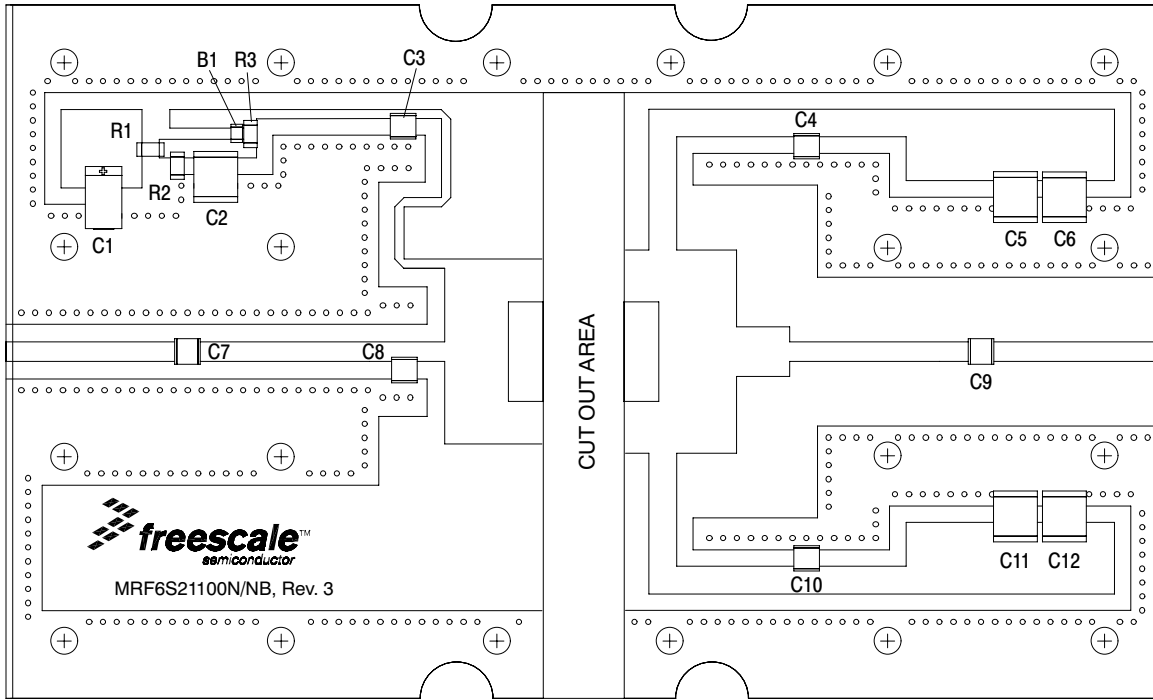 B1 R3 C3
R1
R2
C2
C1
C4
C5 C6
C7
C8
C9
CUT OUT AREA
freescale™
semiconductor
MRF6S21100N/NB, Rev. 3
C10
C11 C12